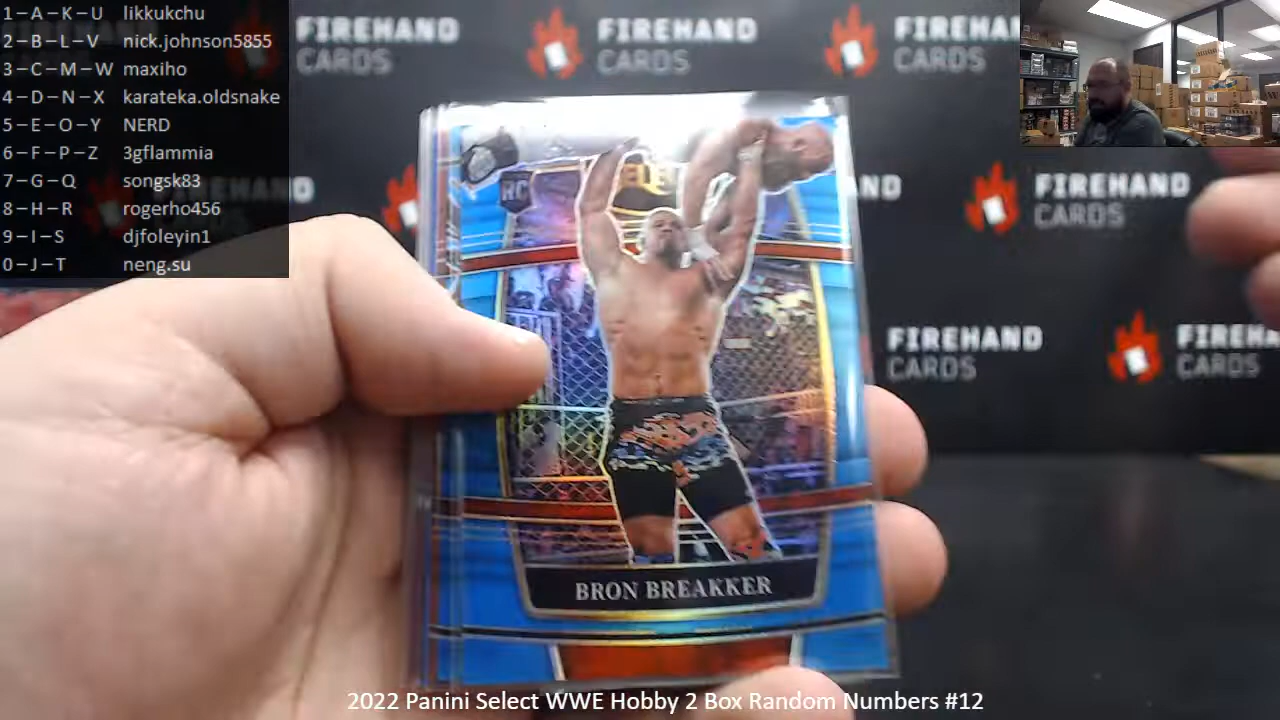 1-A-K-U likkukchu
2-B-L-V nick.johnson5855
3-C-M-W maxiho
4-D-N-X karateka.oldsnake
5-E-O-Y NERD
6-F-P-Z 3gflammia
7-G-Q songsk83
8-H-R rogerho456
9-I-S djfoleyin1
0-J-T neng.su
FIREHAND
CARDS
FIREHAND
CARDS
FIREHA
CARDS
FIREHAND
CARDS
FIREHAND
CARDS
FIREHA
CARDS
RC
BRON BREAKKER
2022 Panini Select WWE Hobby 2 Box Random Numbers #12